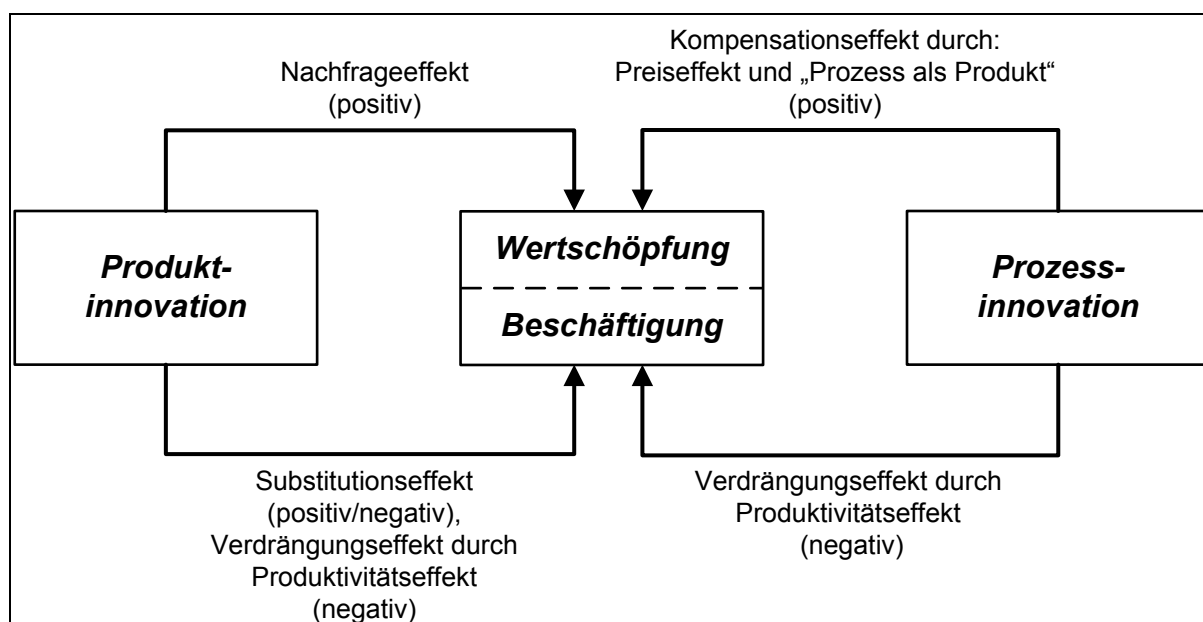 Nachfrageeffekt
(positiv)
Kompensationseffekt durch:
Preiseffekt und „Prozess als Produkt“
(positiv)
Produkt-
innovation
Wertschöpfung
Beschäftigung
Prozess-
innovation
Substitutionseffekt
(positiv/negativ),
Verdrängungseffekt durch
Produktivitätseffekt
(negativ)
Verdrängungseffekt durch
Produktivitätseffekt
(negativ)